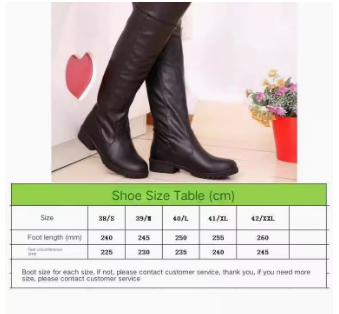 Shoe Size Table (cm)
Size 38/S 39/M 40/L 41/XL 42/XXL
Foot length (mm) 240 245 250 255 260
225 230 235 240 245
Boot size for each size, if not, please contact customer service, thank you, if you need more
size, please contact customer service